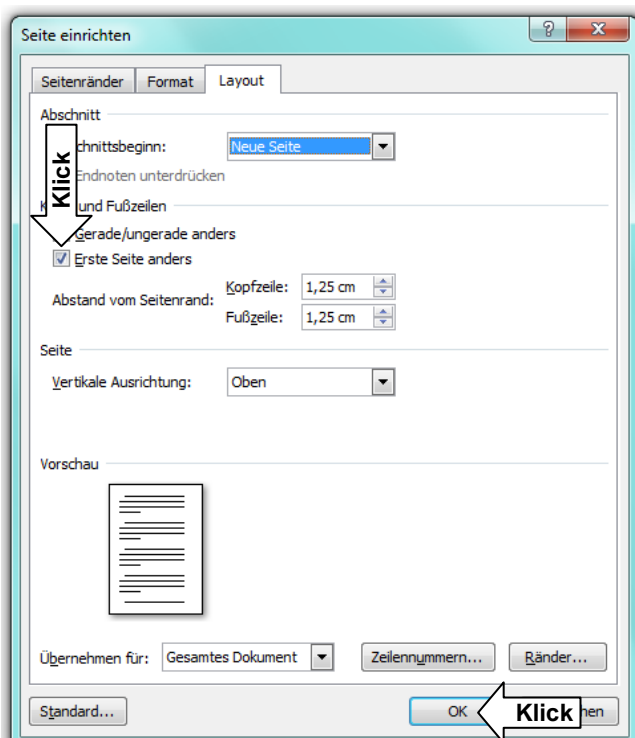 Seite einrichten
Seitenränder Format Layout
Abschnitt
chnittsbeginn: Neue Seite
Endnoten unterdrücken
Klick
K und Fußzeilen
Gerade/ungerade anders
Erste Seite anders
Abstand vom Seitenrand:
Kopfzeile: 1,25 cm
Fußzeile: 1,25 cm
Seite
Vertikale Ausrichtung: Oben
Vorschau
Übernehmen für: Gesamtes Dokument Zeilennummern... Ränder...
Standard... OK Klick hen